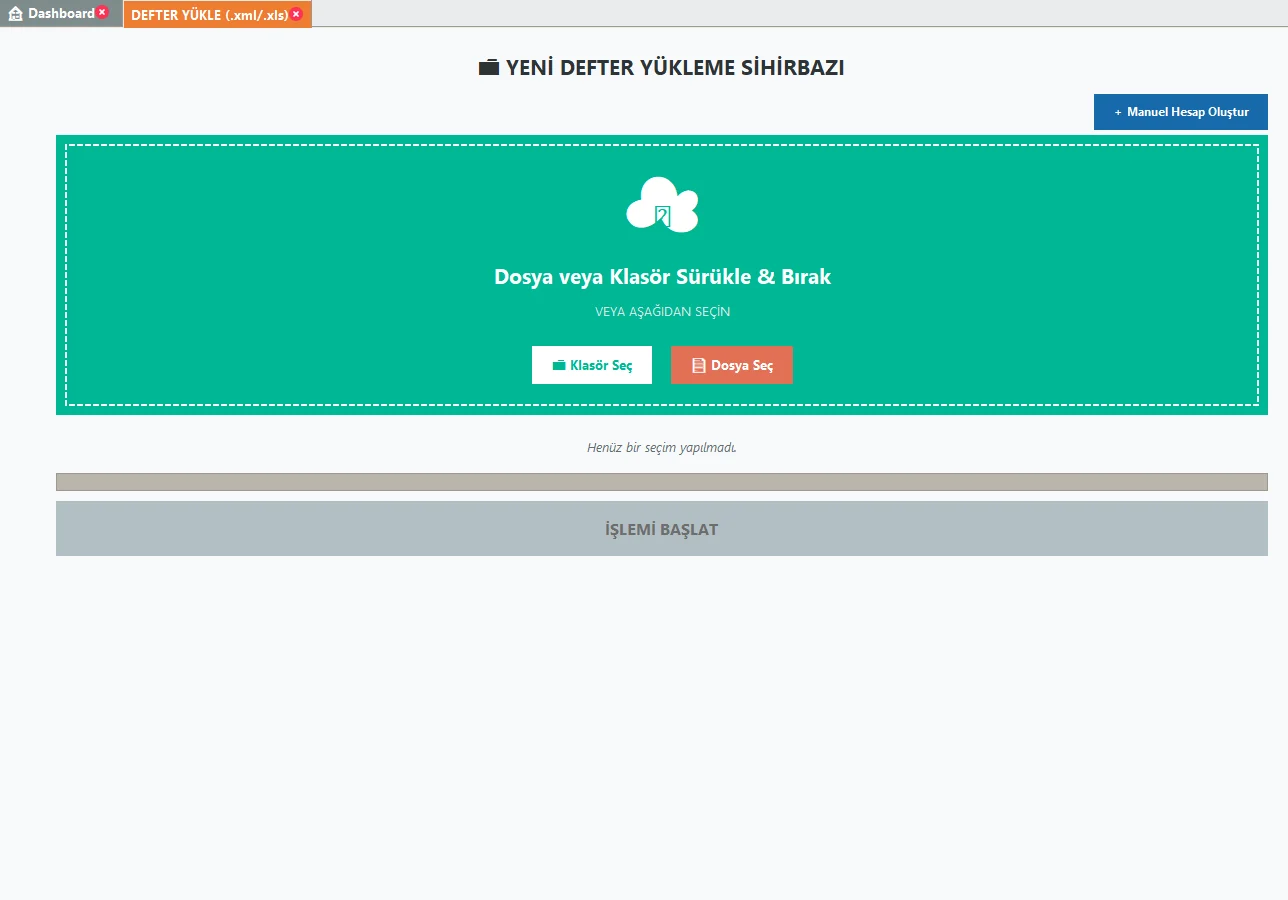 Dashboard
DEFTER YÜKLE (.xml/.xls)
YENİ DEFTER YÜKLEME SİHİRBAZI
+ Manuel Hesap Oluştur
Dosya veya Klasör Sürükle & Bırak
VEYA AŞAĞIDAN SEÇİN
Klasör Seç
Dosya Seç
Henüz bir seçim yapılmadı.
İŞLEMİ BAŞLAT